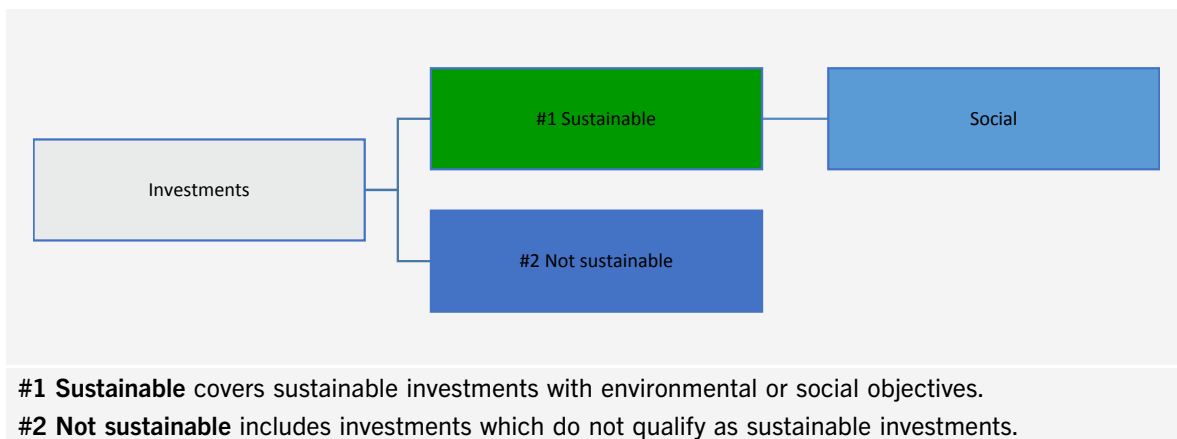 #1 Sustainable
Social
Investments
#2 Not sustainable
#1 Sustainable covers sustainable investments with environmental or social objectives.
#2 Not sustainable includes investments which do not qualify as sustainable investments.